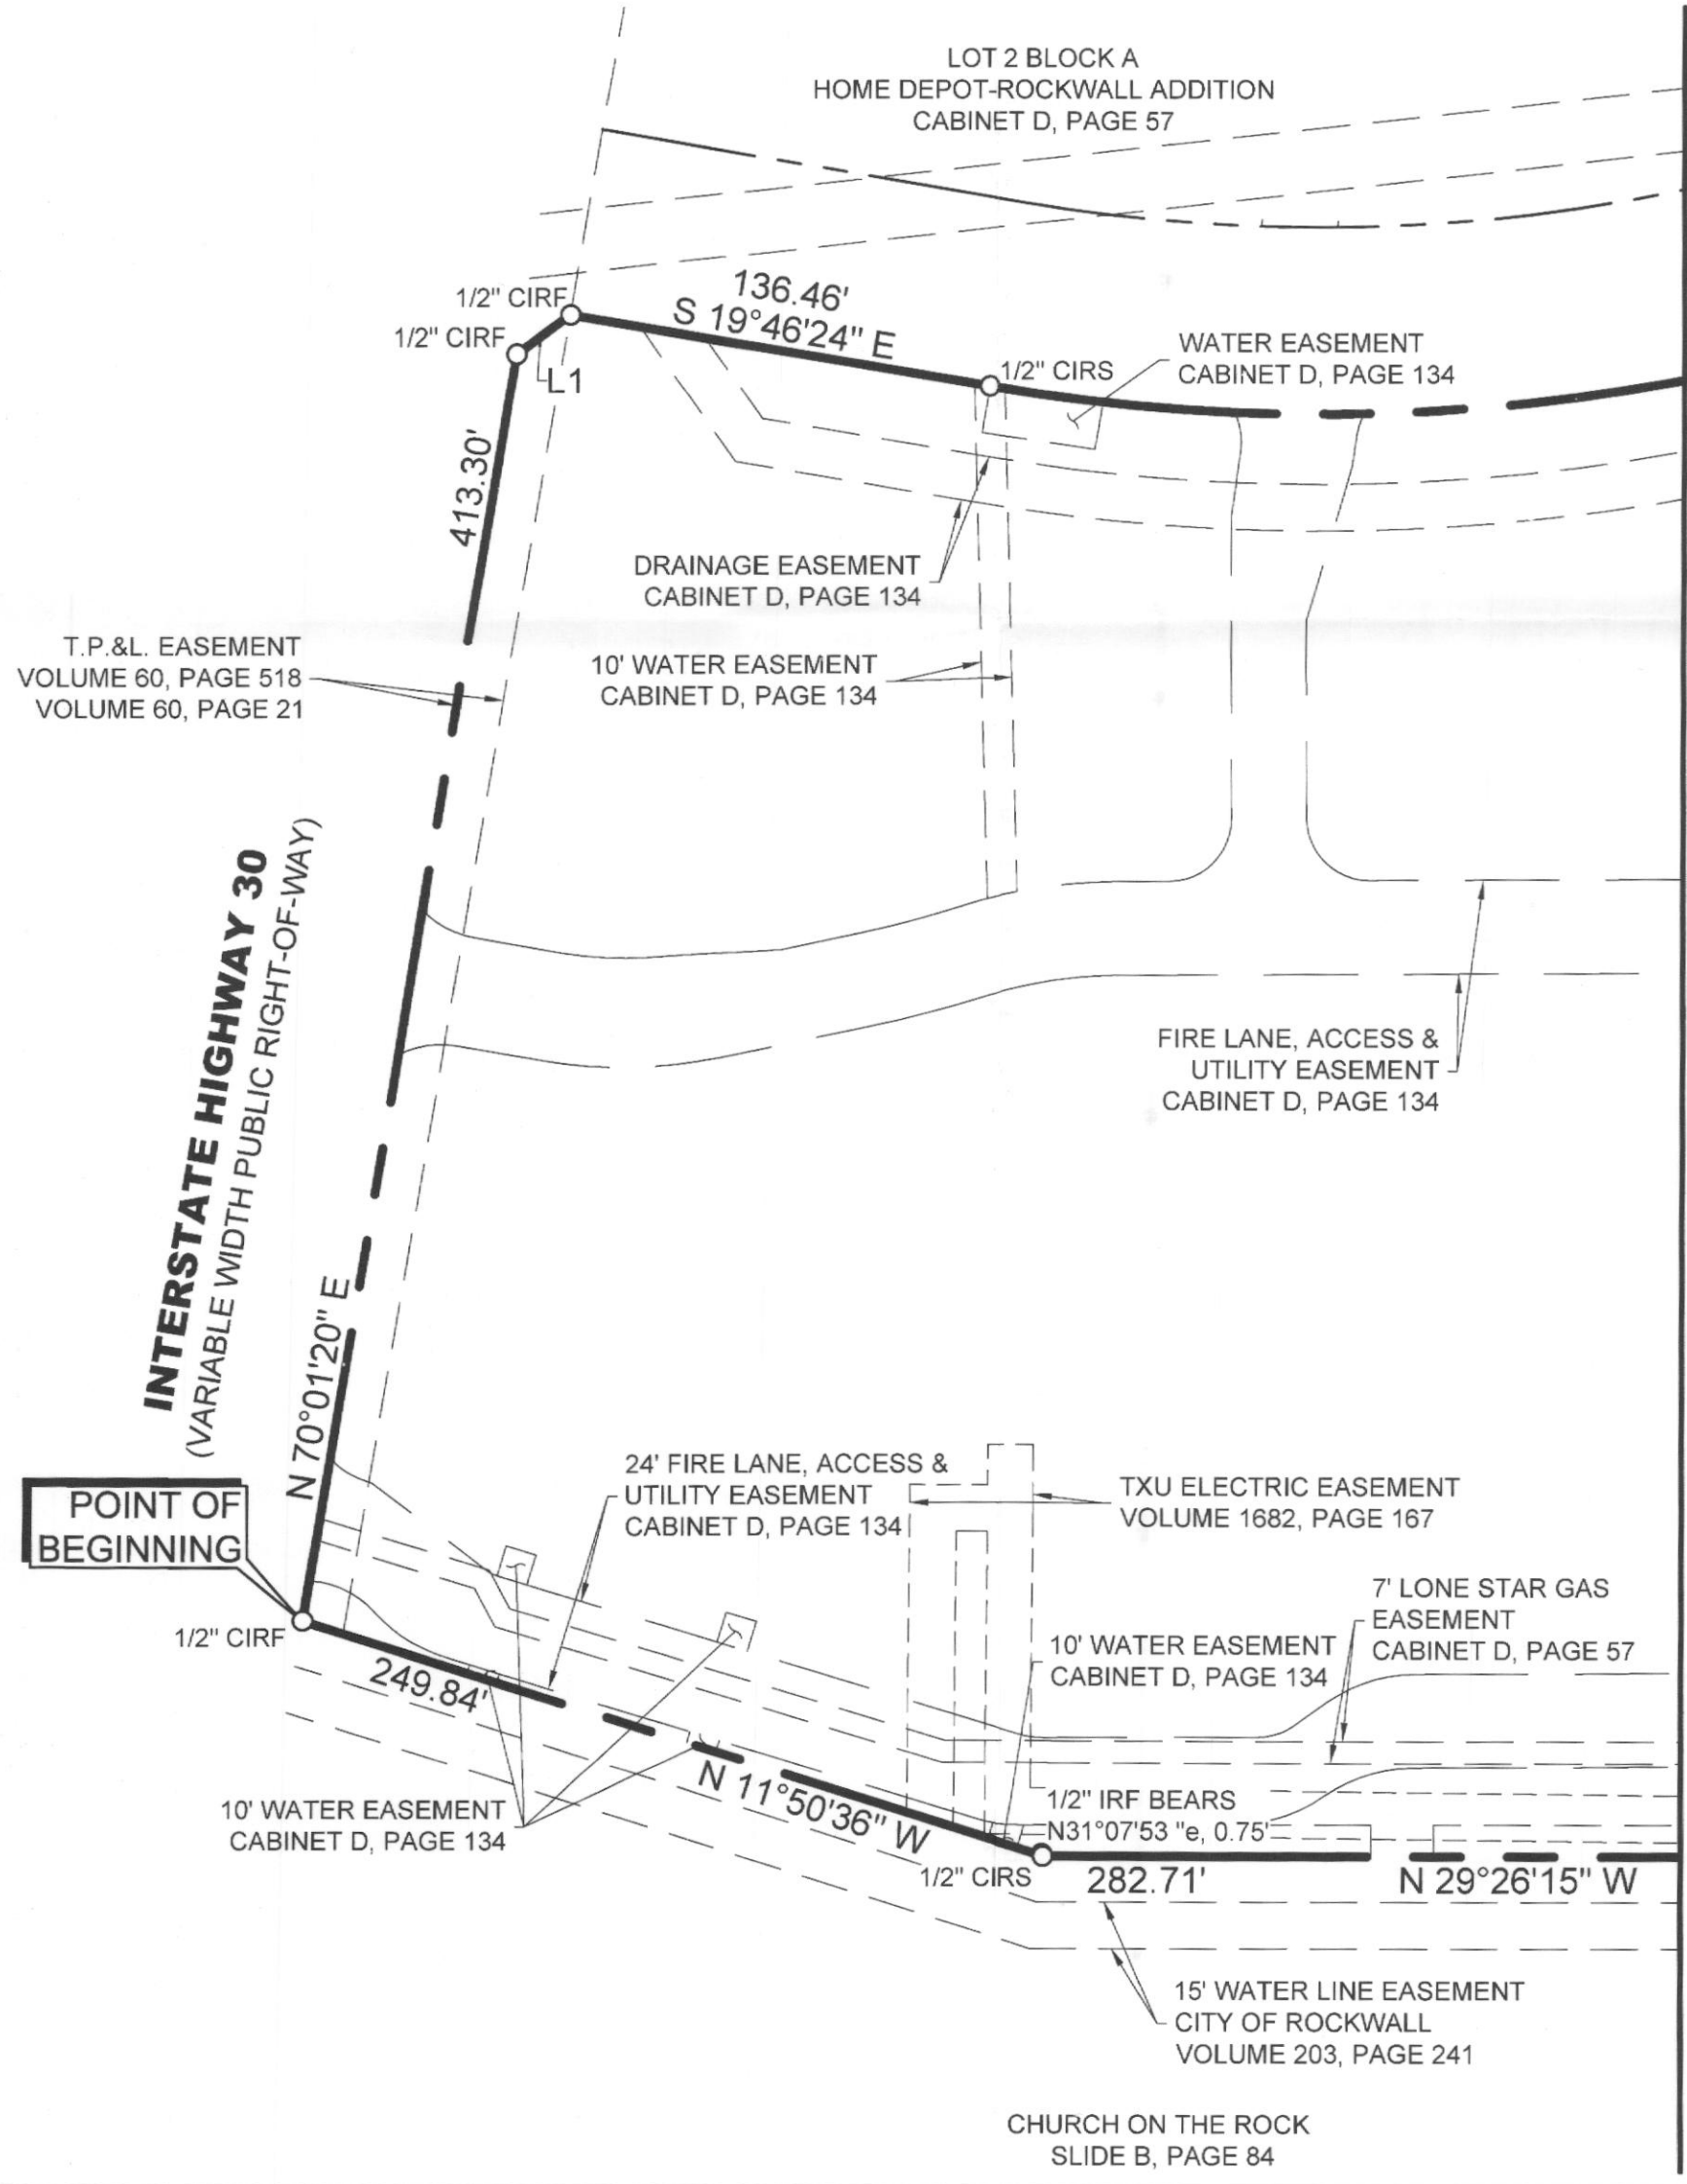 LOT 2 BLOCK A
HOME DEPOT-ROCKWALL ADDITION
CABINET D, PAGE 57
136.46'
S 19°46'24" E
1/2" CIRF
1/2" CIRF
L1
1/2" CIRS
WATER EASEMENT
CABINET D, PAGE 134
413.30'
DRAINAGE EASEMENT
CABINET D, PAGE 134
T.P.&L. EASEMENT
VOLUME 60, PAGE 518
VOLUME 60, PAGE 21
10' WATER EASEMENT
CABINET D, PAGE 134
INTERSTATE HIGHWAY 30
(VARIABLE WIDTH PUBLIC RIGHT-OF-WAY)
FIRE LANE, ACCESS &
UTILITY EASEMENT
CABINET D, PAGE 134
N 70°01'20" E
POINT OF
BEGINNING
24' FIRE LANE, ACCESS &
UTILITY EASEMENT
CABINET D, PAGE 134
TXU ELECTRIC EASEMENT
VOLUME 1682, PAGE 167
7' LONE STAR GAS
EASEMENT
CABINET D, PAGE 57
1/2" CIRF
10' WATER EASEMENT
CABINET D, PAGE 134
249.84'
N 11°50'36" W
10' WATER EASEMENT
CABINET D, PAGE 134
1/2" IRF BEARS
N31°07'53 "e, 0.75'
1/2" CIRS
282.71'
N 29°26'15" W
15' WATER LINE EASEMENT
CITY OF ROCKWALL
VOLUME 203, PAGE 241
CHURCH ON THE ROCK
SLIDE B, PAGE 84